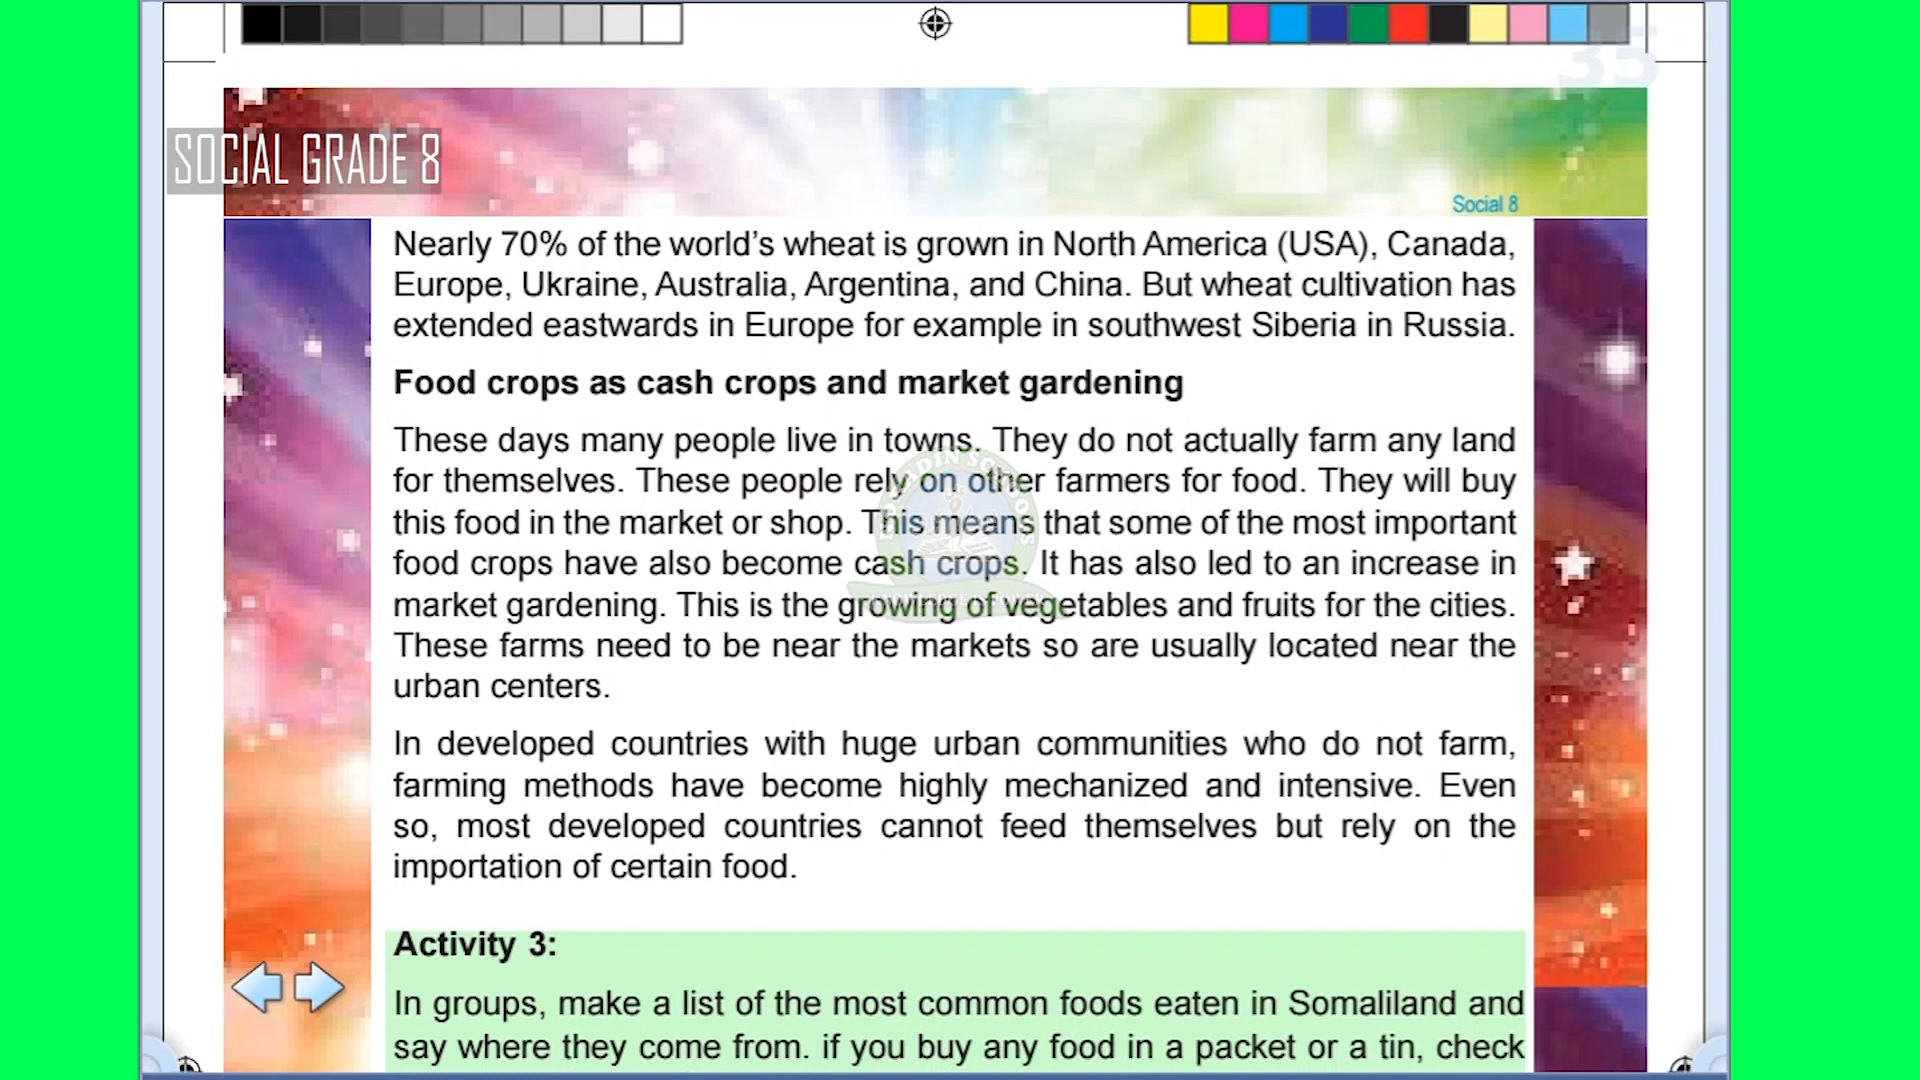 35
SOCIAL GRADE 8
Social 8
Nearly 70% of the world’s wheat is grown in North America (USA), Canada,
Europe, Ukraine, Australia, Argentina, and China. But wheat cultivation has
extended eastwards in Europe for example in southwest Siberia in Russia.
Food crops as cash crops and market gardening
These days many people live in towns. They do not actually farm any land
for themselves. These people rely on other farmers for food. They will buy
this food in the market or shop. This means that some of the most important
food crops have also become cash crops. It has also led to an increase in
market gardening. This is the growing of vegetables and fruits for the cities.
These farms need to be near the markets so are usually located near the
urban centers.
In developed countries with huge urban communities who do not farm,
farming methods have become highly mechanized and intensive. Even
so, most developed countries cannot feed themselves but rely on the
importation of certain food.
Activity 3:
In groups, make a list of the most common foods eaten in Somaliland and
say where they come from. if you buy any food in a packet or a tin, check